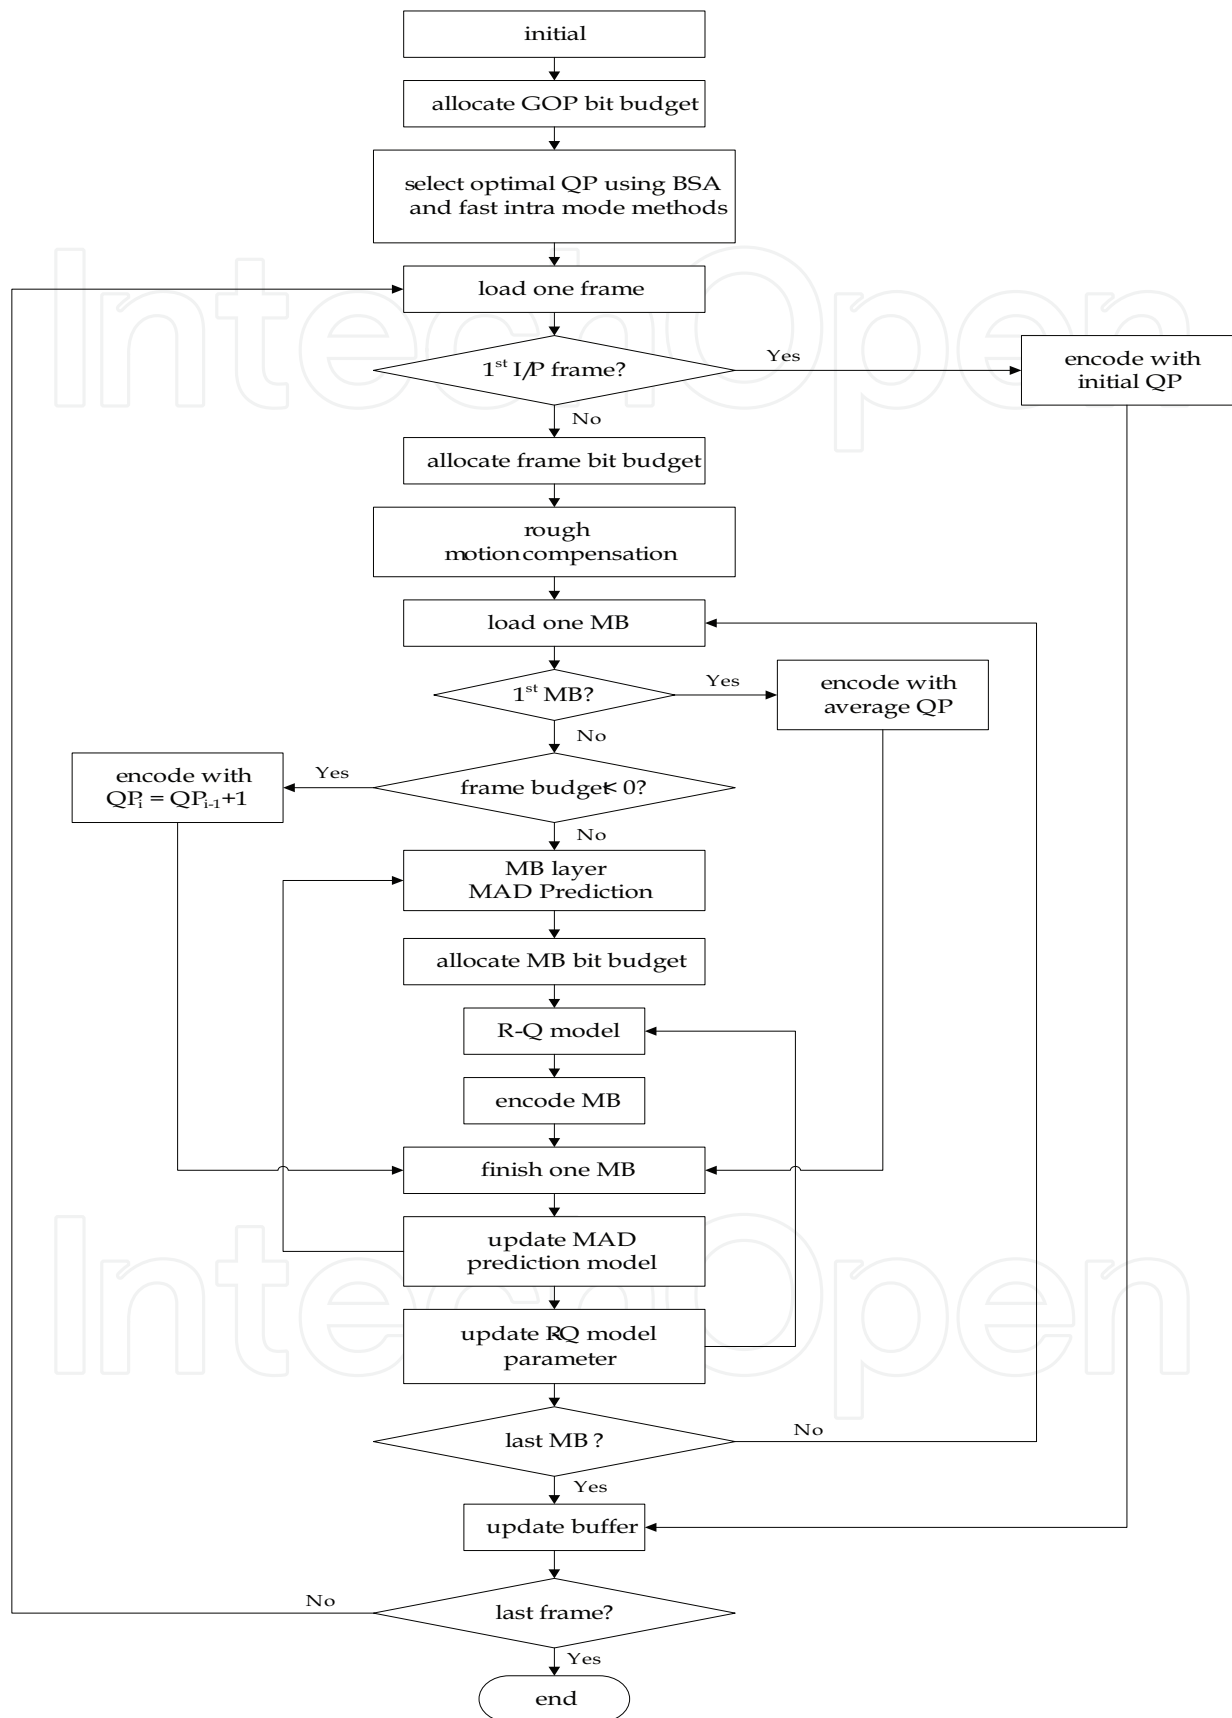 initial
allocate GOP bit budget
select optimal QP using BSA
and fast intra mode methods
load one frame
1st I/P frame?
Yes
encode with
initial QP
No
allocate frame bit budget
rough
motion compensation
load one MB
1st MB?
Yes
encode with
average QP
No
frame budget< 0?
Yes
encode with
QPi = QPi-1+1
No
MB layer
MAD Prediction
allocate MB bit budget
R-Q model
encode MB
finish one MB
update MAD
prediction model
update R-Q model
parameter
last MB ?
No
Yes
update buffer
last frame?
No
Yes
end
IntechOpen
IntechOpen